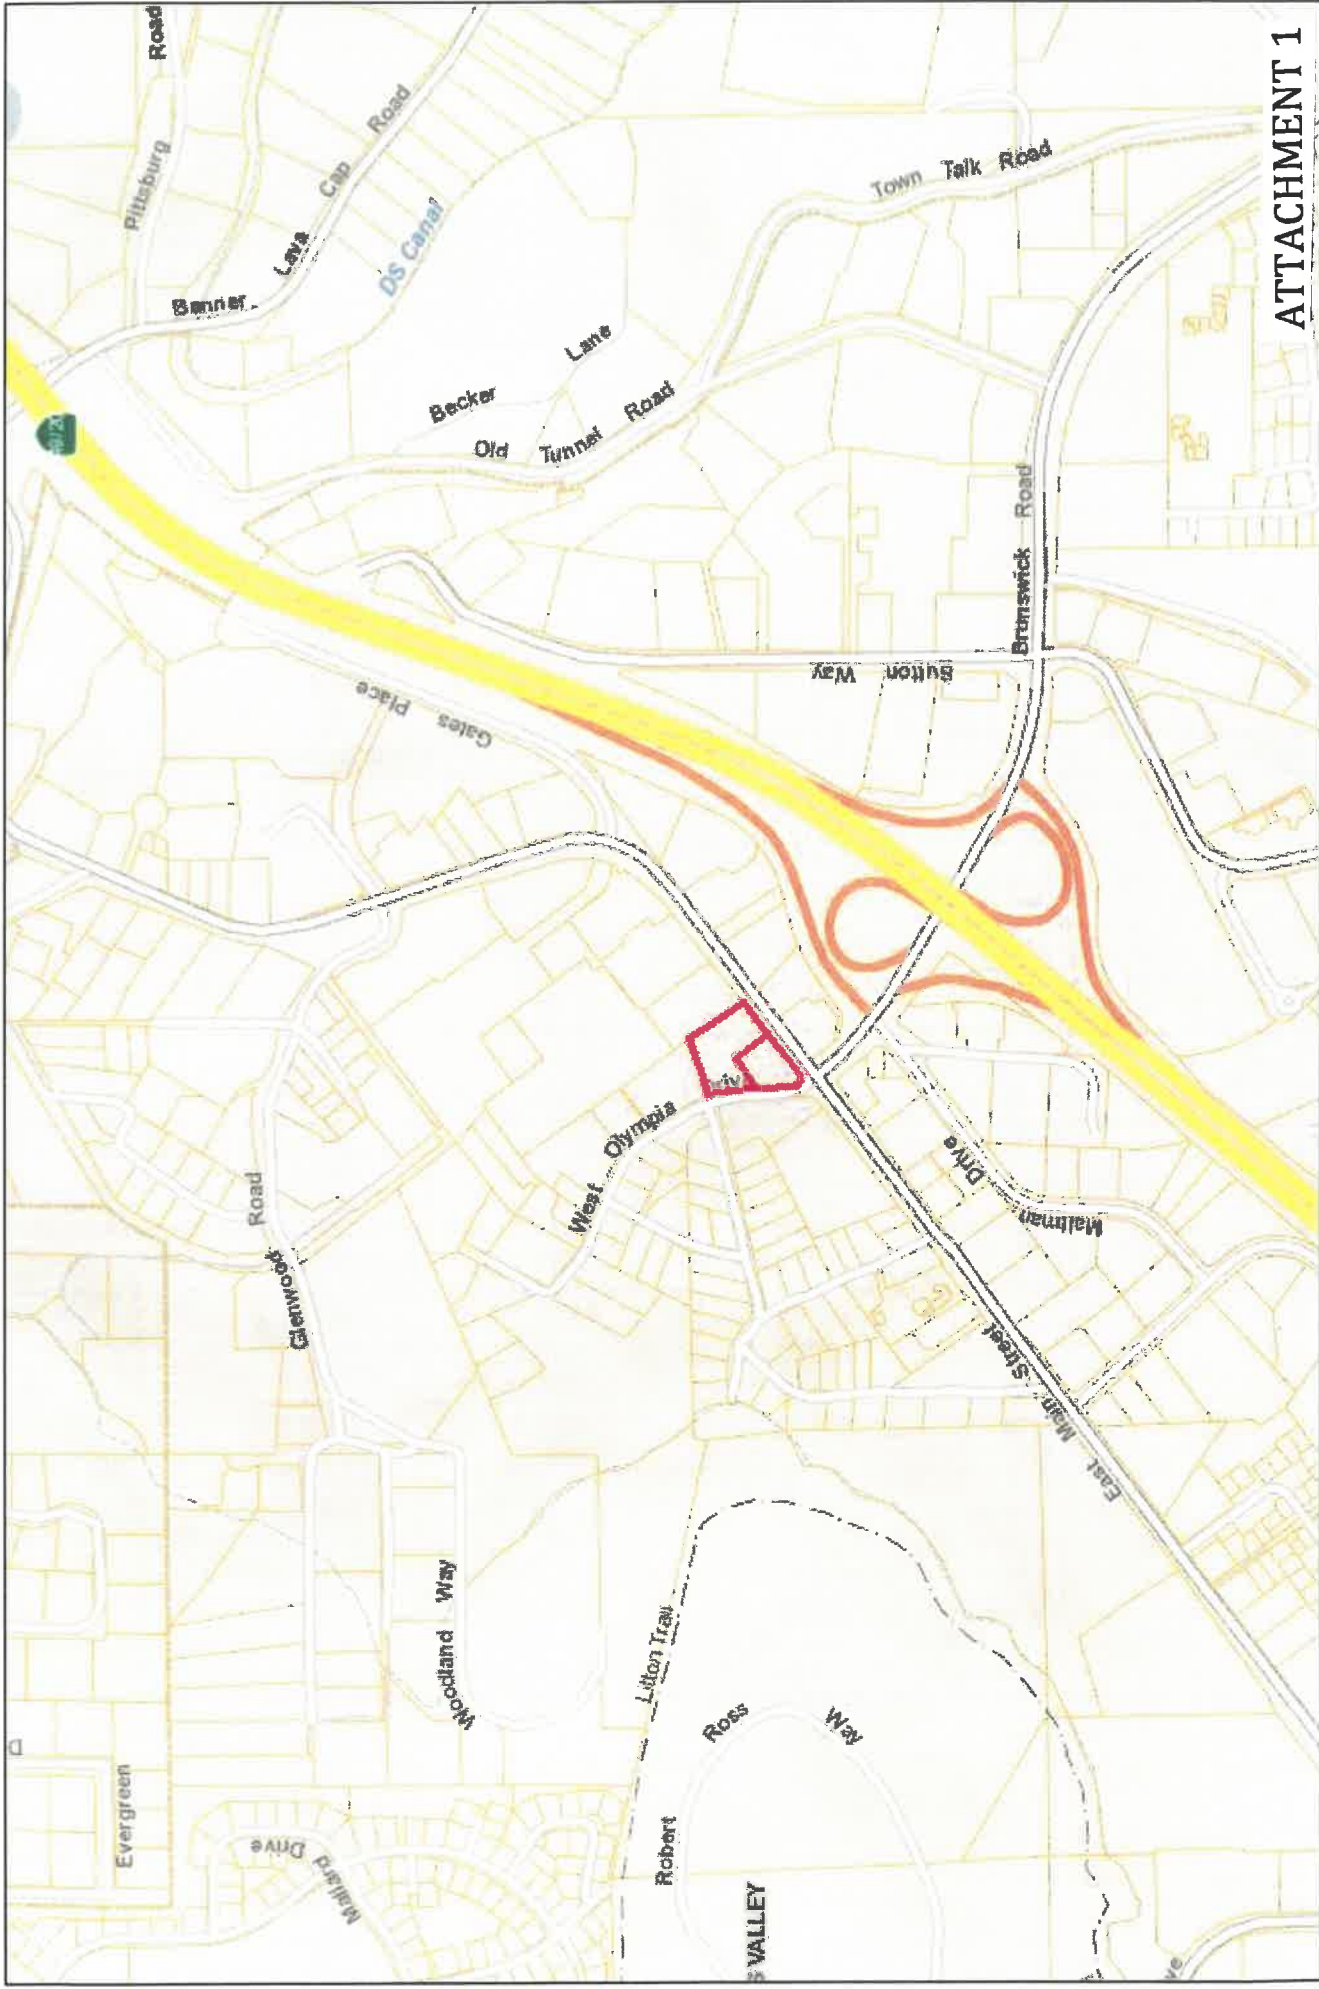 Evergreen
Mallard Drive
Woodland Way
Glenwood Road
Litton Trail
Robert Ross Way
VALLEY
West Olympia
East Main Street
Maltman Drive
Gates Place
Sutton Way
Brunswick Road
Old Tunnel Road
Becker Lane
Banner Lava Cap Road
Pittsburg Road
DS Canal
Town Talk Road
ATTACHMENT 1